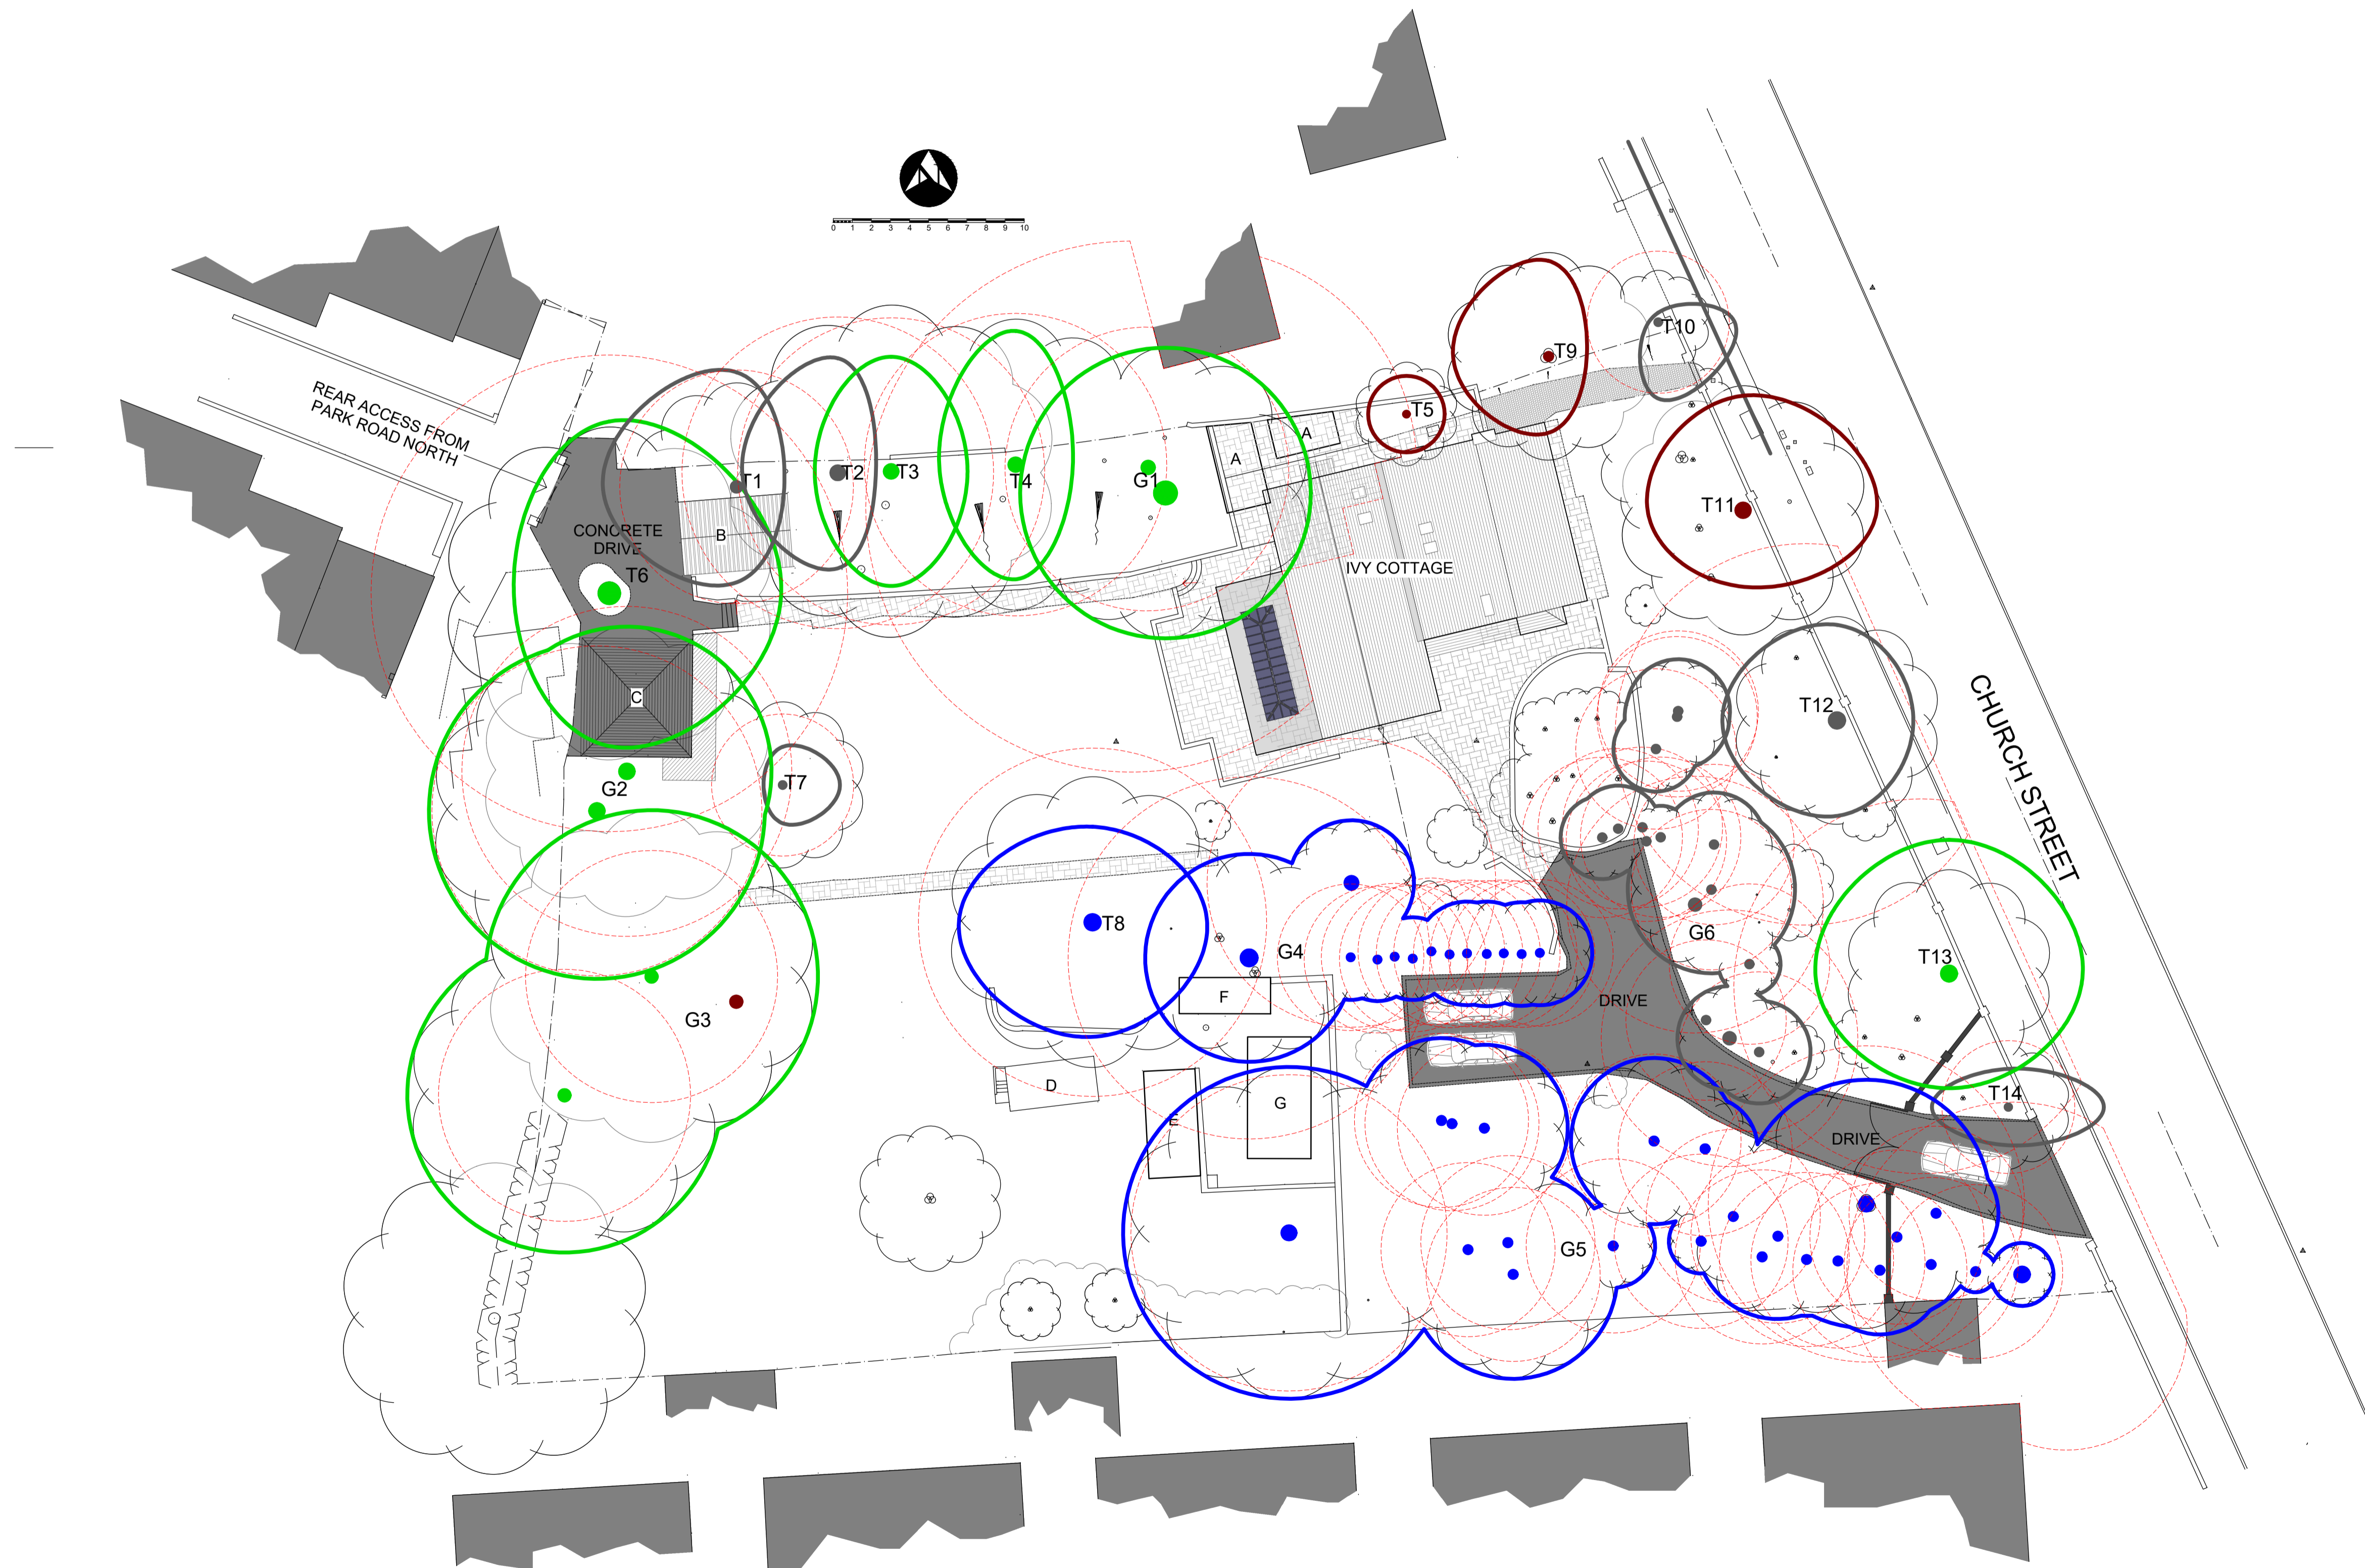 N
0 1 2 3 4 5 6 7 8 9 10
REAR ACCESS FROM
PARK ROAD NORTH
T10
T9
T5
A
A
T1
T2
T3
T4
G1
T11
CONCRETE
DRIVE
B
T6
IVY COTTAGE
C
T12
CHURCH STREET
G2
T7
T8
G4
G6
T13
F
DRIVE
G3
D
G
E
T14
DRIVE
G5